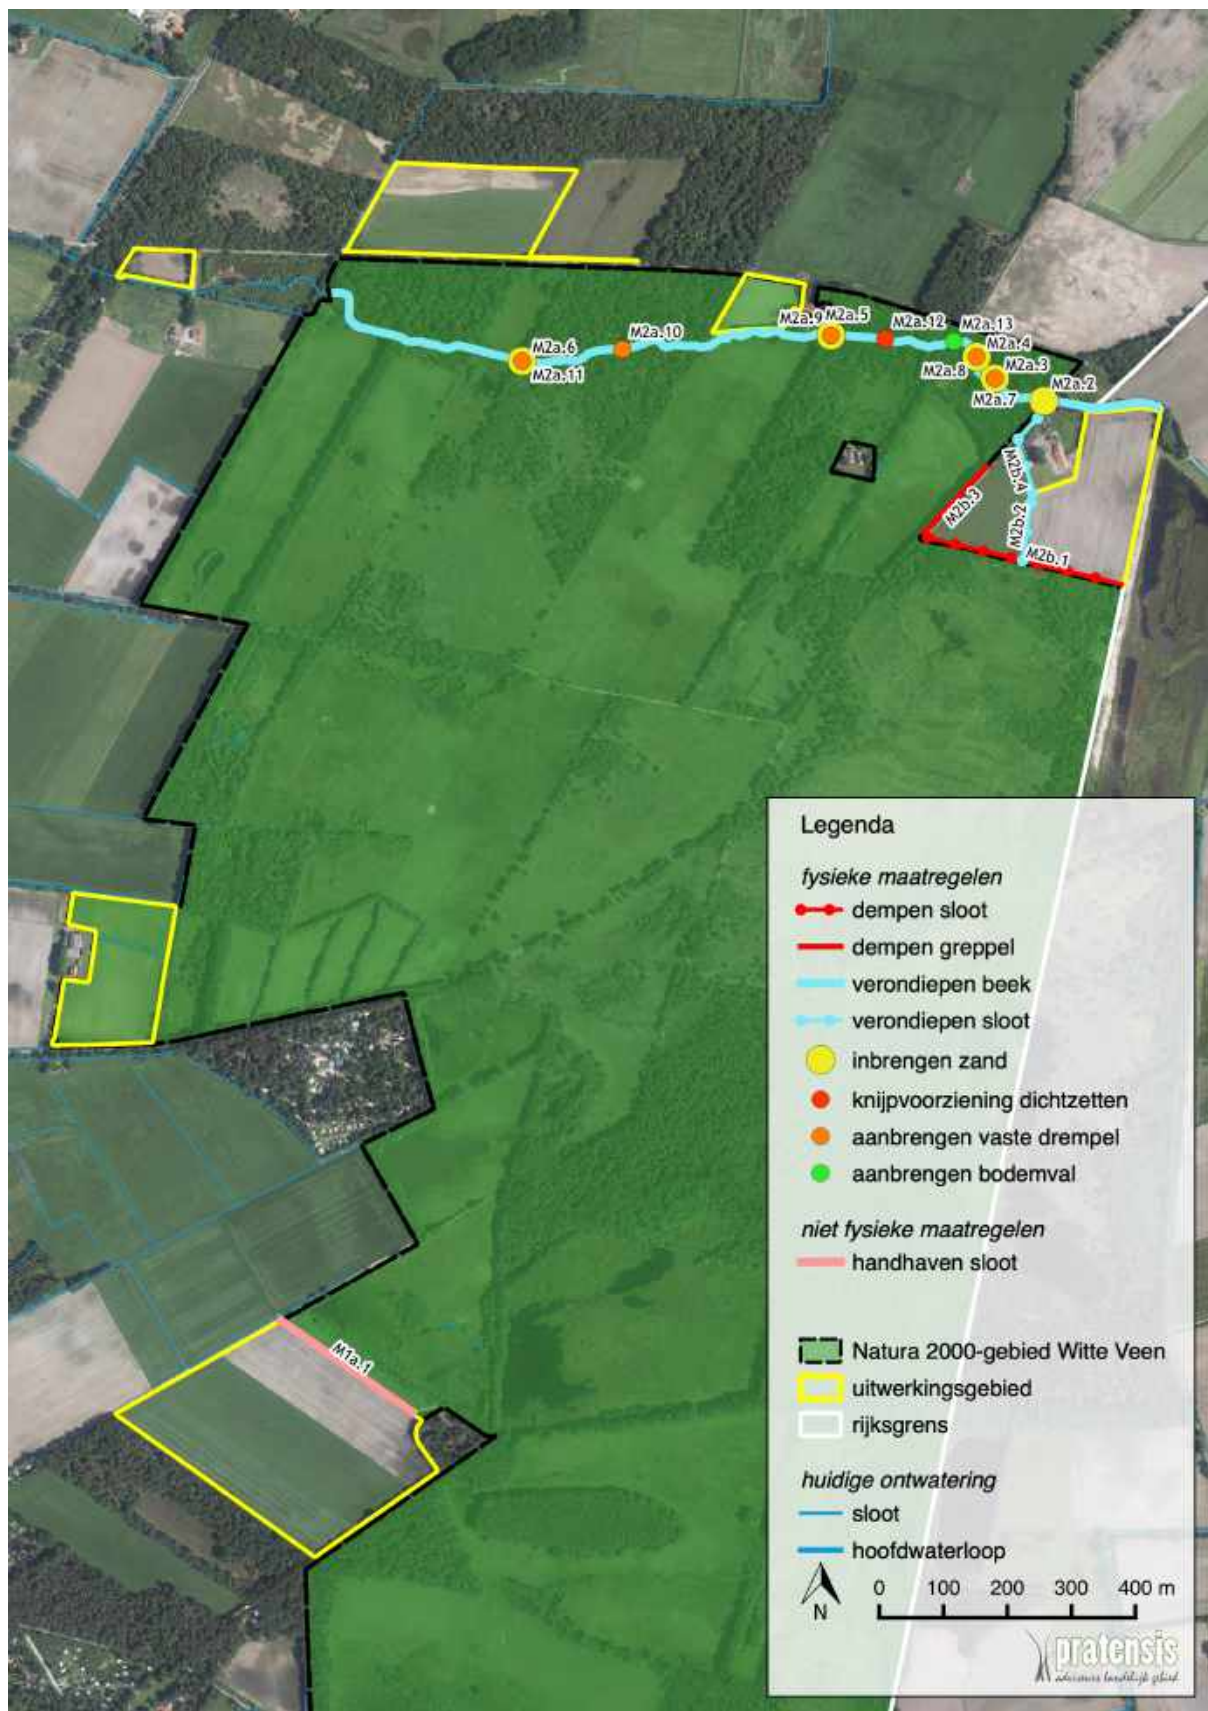 M2a.9
M2a.5
M2a.12
M2a.13
M2a.10
M2a.4
M2a.6
M2a.3
M2a.11
M2a.8
M2a.2
M2a.7
M2b.A
M2b.3
M2b.2
M2b.1
M1a.1
Legenda
fysieke maatregelen
dempen sloot
dempen greppel
verondiepen beek
verondiepen sloot
inbrengen zand
knijpvoorziening dichtzetten
aanbrengen vaste drempel
aanbrengen bodemval
niet fysieke maatregelen
handhaven sloot
Natura 2000-gebied Witte Veen
uitwerkingsgebied
rijksgrens
huidige ontwatering
sloot
hoofdwaterloop
N
0 100 200 300 400 m
pratensis
adviseurs landelijk gebied